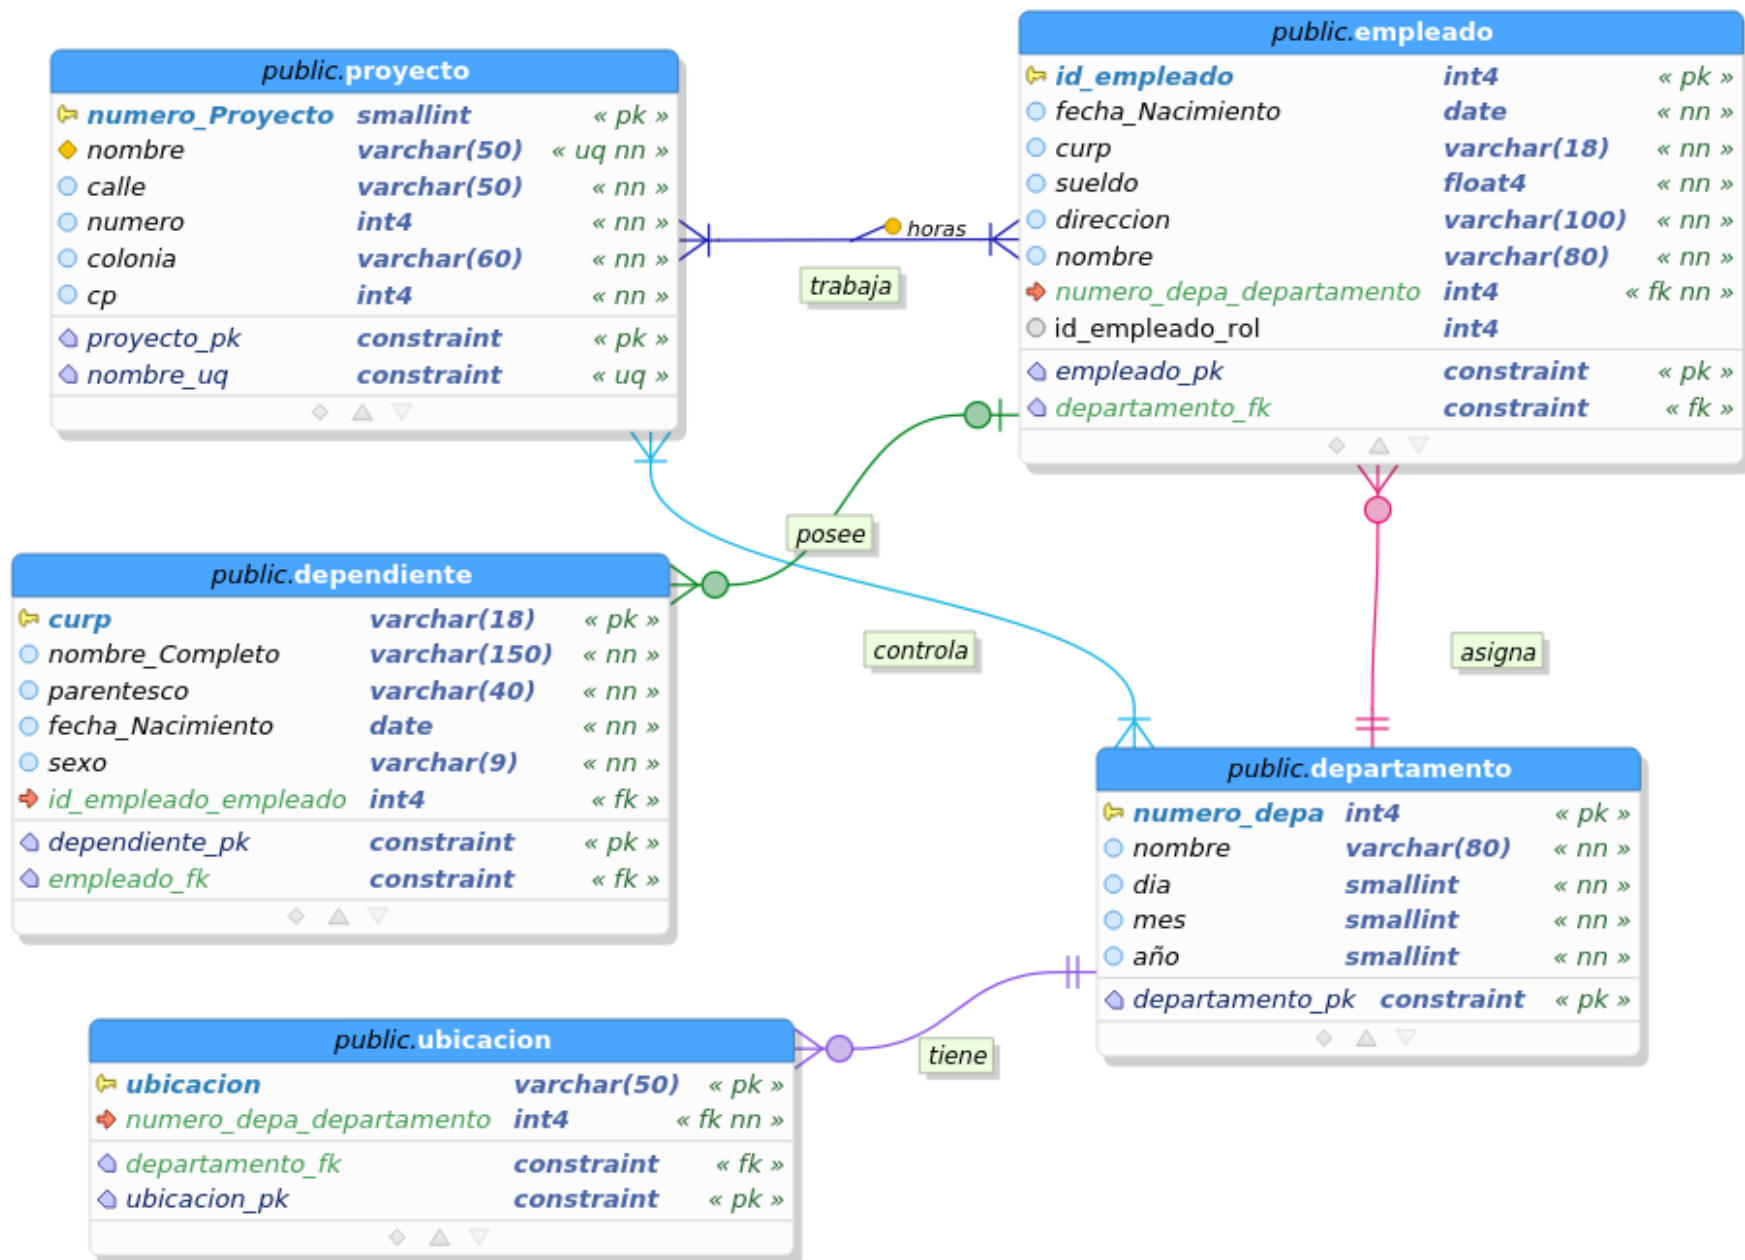 public.proyecto
numero_Proyecto smallint « pk »
nombre varchar(50) « uq nn »
calle varchar(50) « nn »
numero int4 « nn »
colonia varchar(60) « nn »
cp int4 « nn »
proyecto_pk constraint « pk »
nombre_uq constraint « uq »
public.empleado
id_empleado int4 « pk »
fecha_Nacimiento date « nn »
curp varchar(18) « nn »
sueldo float4 « nn »
direccion varchar(100) « nn »
nombre varchar(80) « nn »
numero_depa_departamento int4 « fk nn »
id_empleado_rol int4
empleado_pk constraint « pk »
departamento_fk constraint « fk »
horas
trabaja
posee
controla
asigna
public.dependiente
curp varchar(18) « pk »
nombre_Completo varchar(150) « nn »
parentesco varchar(40) « nn »
fecha_Nacimiento date « nn »
sexo varchar(9) « nn »
id_empleado_empleado int4 « fk »
dependiente_pk constraint « pk »
empleado_fk constraint « fk »
public.departamento
numero_depa int4 « pk »
nombre varchar(80) « nn »
dia smallint « nn »
mes smallint « nn »
año smallint « nn »
departamento_pk constraint « pk »
tiene
public.ubicacion
ubicacion varchar(50) « pk »
numero_depa_departamento int4 « fk nn »
departamento_fk constraint « fk »
ubicacion_pk constraint « pk »